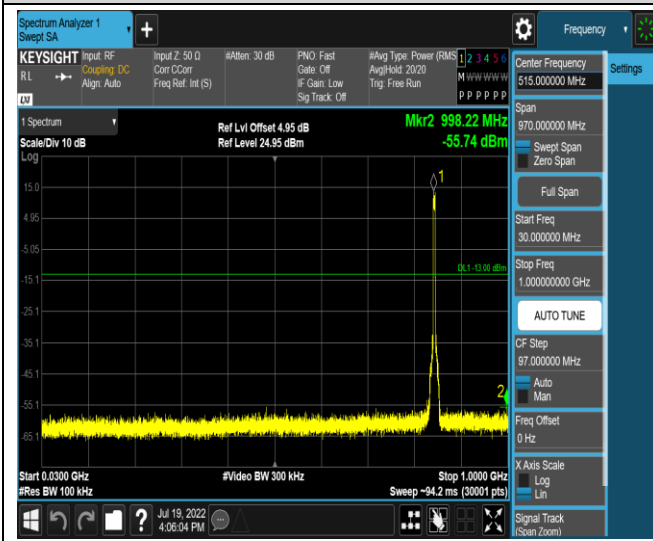 Spectrum Analyzer 1
Swept SA
Frequency
KEYSIGHT
RL
LXI
Input: RF
Coupling: DC
Align: Auto
Input Z: 50 Ω
Corr CCorr
Freq Ref: Int (S)
#Atten: 30 dB
PNO: Fast
Gate: Off
IF Gain: Low
Sig Track: Off
#Avg Type: Power (RMS
Avg|Hold: 20/20
Trig: Free Run
1 2 3 4 5 6
M W W W W W
P P P P P P
1 Spectrum
Scale/Div 10 dB
Log
Ref Lvl Offset 4.95 dB
Ref Level 24.95 dBm
Mkr2 998.22 MHz
-55.74 dBm
1
15.0
4.95
-5.05
DL1 -13.00 dBm
-15.1
-25.1
-35.1
-45.1
2
-55.1
-65.1
Start 0.0300 GHz
#Res BW 100 kHz
#Video BW 300 kHz
Stop 1.0000 GHz
Sweep ~94.2 ms (30001 pts)
?
Jul 19, 2022
4:06:04 PM
Center Frequency
515.000000 MHz
Settings
Span
970.000000 MHz
Swept Span
Zero Span
Full Span
Start Freq
30.000000 MHz
Stop Freq
1.000000000 GHz
AUTO TUNE
CF Step
97.000000 MHz
Auto
Man
Freq Offset
0 Hz
X Axis Scale
Log
Lin
Signal Track
(Span Zoom)